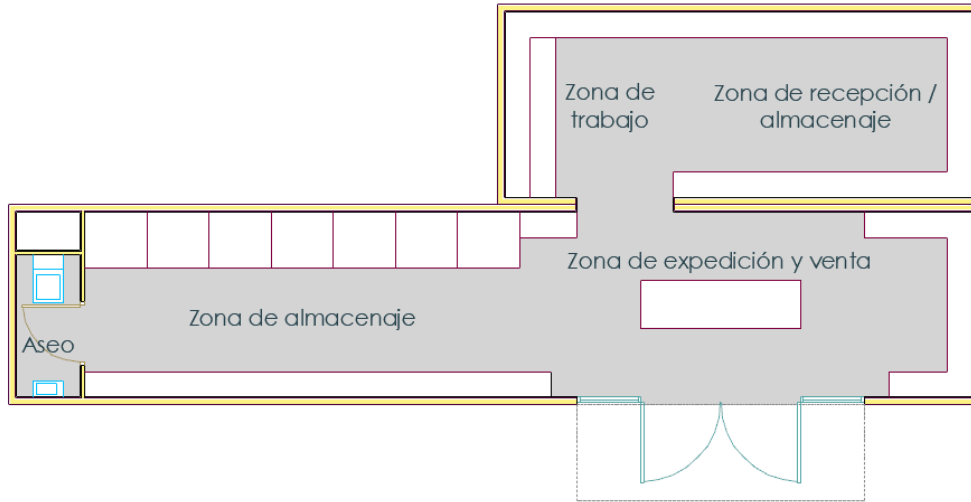 Zona de
trabajo
Zona de recepción /
almacenaje
Zona de expedición y venta
Zona de almacenaje
Aseo